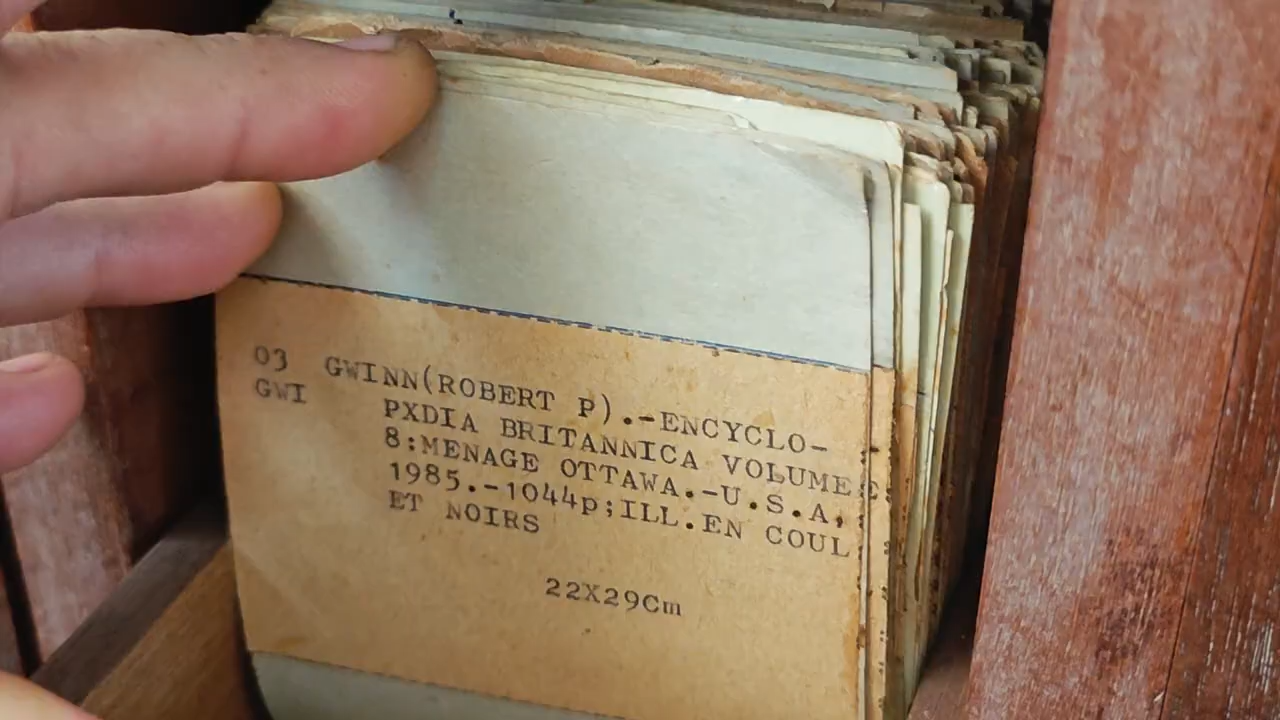 03 GWINN(ROBERT P).-ENCYCLO-
GWI PXDIA BRITANNICA VOLUME
8:MENAGE OTTAWA.-U.S.A,
1985.-1044p;ILL.EN COUL
ET NOIRS
22X29Cm